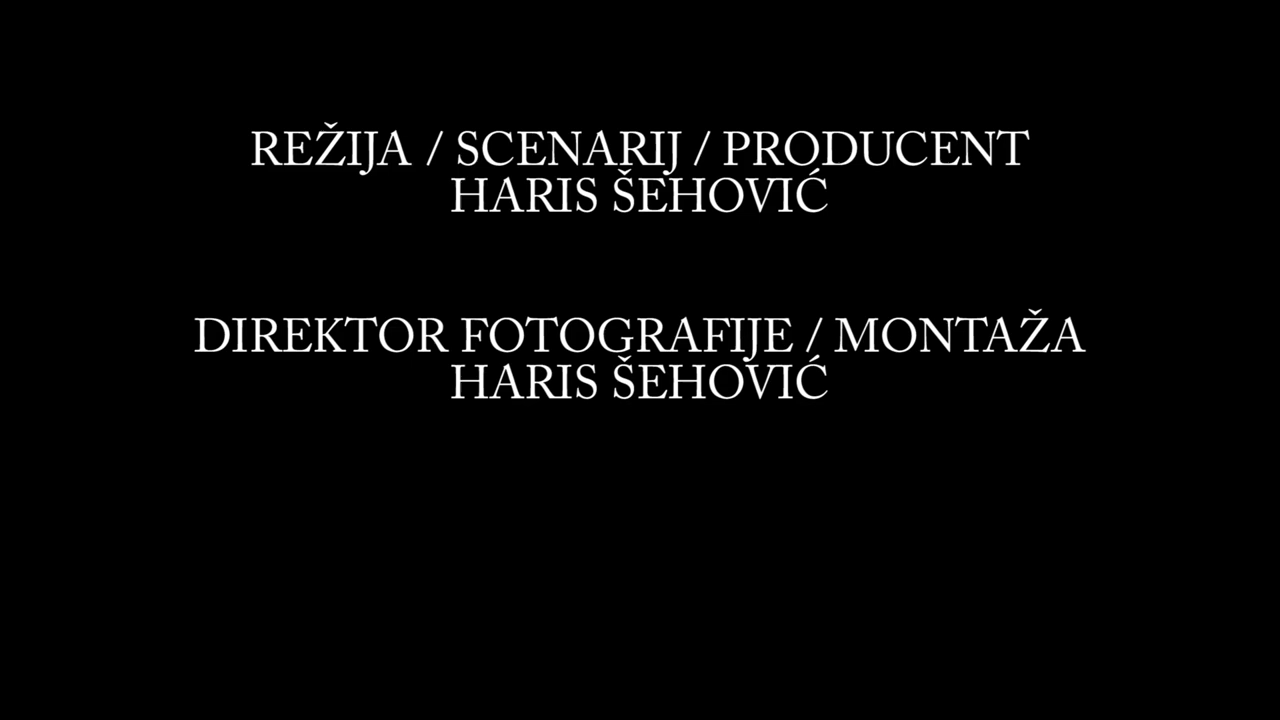 REŽIJA / SCENARIJ / PRODUCENT
HARIS ŠEHOVIĆ
DIREKTOR FOTOGRAFIJE / MONTAŽA
HARIS ŠEHOVIĆ